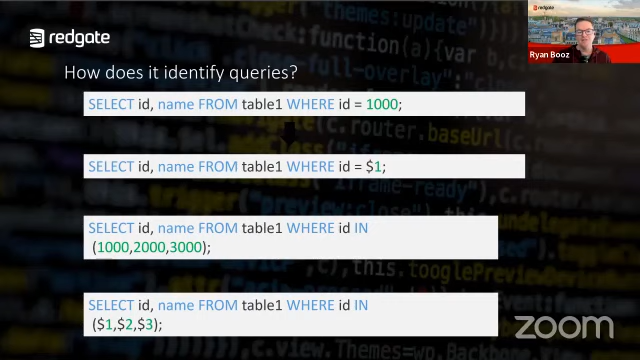 redgate
Ryan Booz
How does it identify queries?
SELECT id, name FROM table1 WHERE id = 1000;
SELECT id, name FROM table1 WHERE id = $1;
SELECT id, name FROM table1 WHERE id IN
(1000,2000,3000);
SELECT id, name FROM table1 WHERE id IN
($1,$2,$3);
zoom